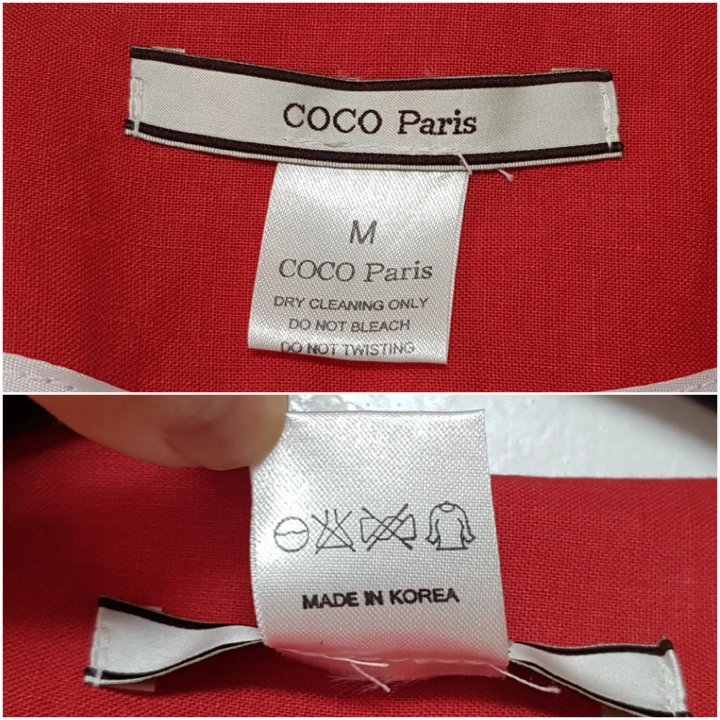 COCO Paris
M
COCO Paris
DRY CLEANING ONLY
DO NOT BLEACH
DO NOT TWISTING
MADE IN KOREA